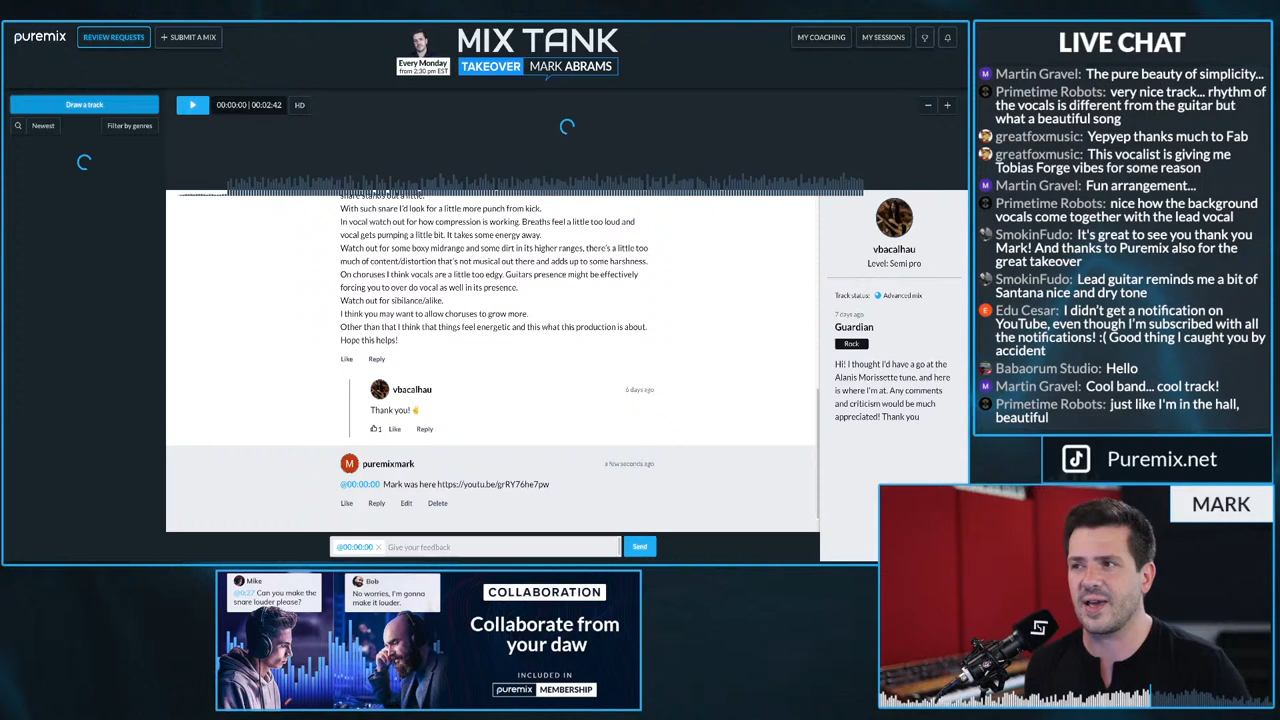 puremix
REVIEW REQUESTS
+ SUBMIT A MIX
Every Monday
from 2:30 pm EST
MIX TANK
TAKEOVER MARK ABRAMS
MY COACHING
MY SESSIONS
Draw a track
Newest
Filter by genres
00:00:00 | 00:02:42
HD
snare stands out a little.
With such snare I'd look for a little more punch from kick.
In vocal watch out for how compression is working. Breaths feel a little too loud and
vocal gets pumping a little bit. It takes some energy away.
Watch out for some boxy midrange and some dirt in its higher ranges, there's a little too
much of content/distortion that's not musical out there and adds up to some harshness.
On choruses I think vocals are a little too edgy. Guitars presence might be effectively
forcing you to over do vocal as well in its presence.
Watch out for sibilance/alike.
I think you may want to allow choruses to grow more.
Other than that I think that things feel energetic and this what this production is about.
Hope this helps!
Like Reply
vbacalhau
6 days ago
Thank you! ✌
1 Like Reply
M puremixmark
a few seconds ago
@00:00:00 Mark was here https://youtu.be/grRY76he7pw
Like Reply Edit Delete
@00:00:00 × Give your feedback
Send
vbacalhau
Level: Semi pro
Track status: Advanced mix
7 days ago
Guardian
Rock
Hi! I thought I'd have a go at the
Alanis Morissette tune, and here
is where I'm at. Any comments
and criticism would be much
appreciated! Thank you
LIVE CHAT
M Martin Gravel: The pure beauty of simplicity...
Primetime Robots: very nice track... rhythm of
the vocals is different from the guitar but
what a beautiful song
greatfoxmusic: Yepyep thanks much to Fab
greatfoxmusic: This vocalist is giving me
Tobias Forge vibes for some reason
M Martin Gravel: Fun arrangement...
Primetime Robots: nice how the background
vocals come together with the lead vocal
SmokinFudo: It's great to see you thank you
Mark! And thanks to Puremix also for the
great takeover
SmokinFudo: Lead guitar reminds me a bit of
Santana nice and dry tone
E Edu Cesar: I didn't get a notification on
YouTube, even though I'm subscribed with all
the notifications! :( Good thing I caught you by
accident
Babaorum Studio: Hello
M Martin Gravel: Cool band... cool track!
Primetime Robots: just like I'm in the hall,
beautiful
Puremix.net
MARK
Mike
@0:27 Can you make the
snare louder please?
Bob
No worries, I'm gonna
make it louder.
COLLABORATION
Collaborate from
your daw
INCLUDED IN
puremix MEMBERSHIP